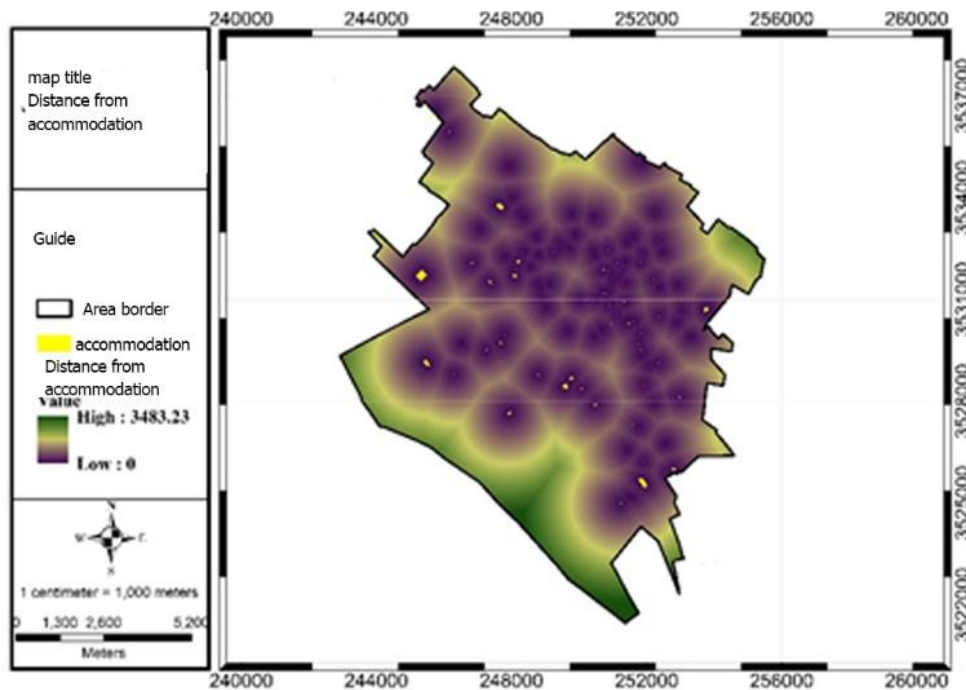 map title
Distance from
accommodation
Guide
Area border
accommodation
Distance from
accommodation
Value
High : 3483.23
Low : 0
N
W
E
S
1 centimeter = 1,000 meters
0 1,300 2,600 5,200
Meters
240000 244000 248000 252000 256000 260000
3537000
3534000
3531000
3528000
3525000
3522000
240000 244000 248000 252000 256000 260000